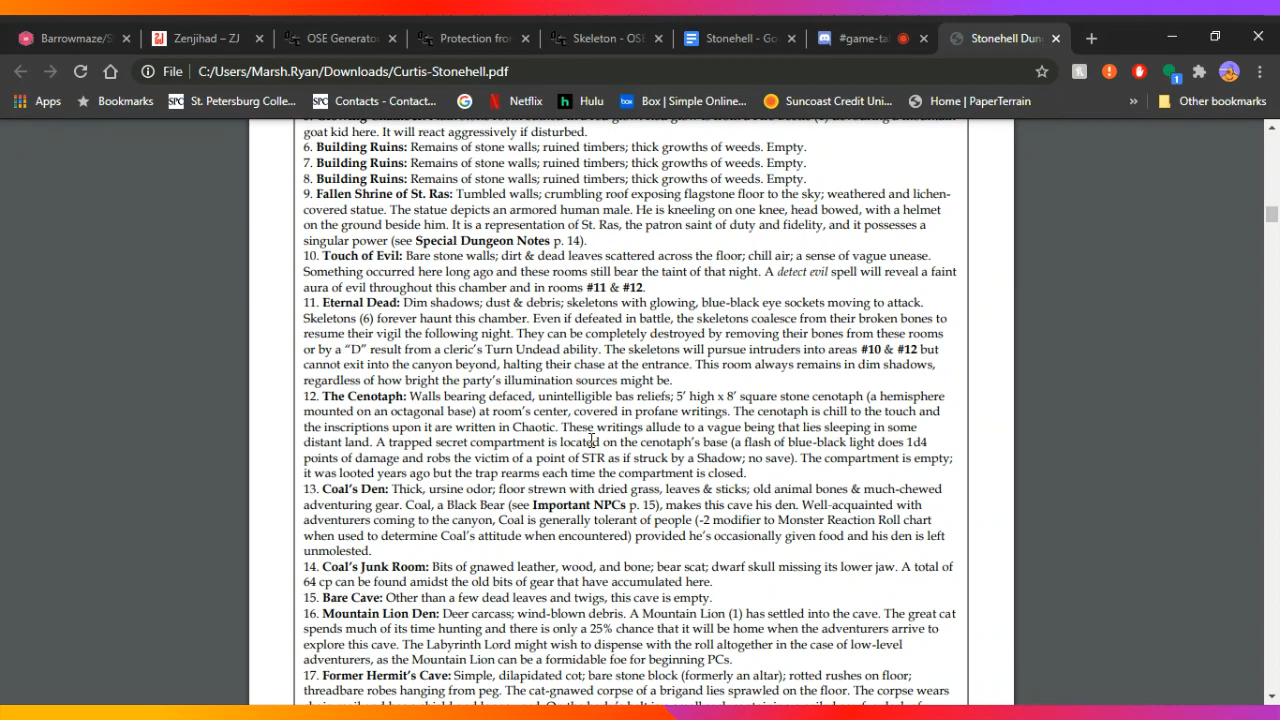 Barrowmaze/S
Zenjihad – ZJ
OSE Generato
Protection fro
Skeleton - OS
Stonehell - Go
#game-tal
Stonehell Dun
File
C:/Users/Marsh.Ryan/Downloads/Curtis-Stonehell.pdf
1
Apps
Bookmarks
SPC St. Petersburg Colle...
SPC Contacts - Contact...
Netflix
h Hulu
box Box | Simple Online...
Suncoast Credit Uni...
Home | PaperTerrain
»
Other bookmarks
goat kid here. It will react aggressively if disturbed.
6. Building Ruins: Remains of stone walls; ruined timbers; thick growths of weeds. Empty.
7. Building Ruins: Remains of stone walls; ruined timbers; thick growths of weeds. Empty.
8. Building Ruins: Remains of stone walls; ruined timbers; thick growths of weeds. Empty.
9. Fallen Shrine of St. Ras: Tumbled walls; crumbling roof exposing flagstone floor to the sky; weathered and lichen-
covered statue. The statue depicts an armored human male. He is kneeling on one knee, head bowed, with a helmet
on the ground beside him. It is a representation of St. Ras, the patron saint of duty and fidelity, and it possesses a
singular power (see Special Dungeon Notes p. 14).
10. Touch of Evil: Bare stone walls; dirt & dead leaves scattered across the floor; chill air; a sense of vague unease.
Something occurred here long ago and these rooms still bear the taint of that night. A detect evil spell will reveal a faint
aura of evil throughout this chamber and in rooms #11 & #12.
11. Eternal Dead: Dim shadows; dust & debris; skeletons with glowing, blue-black eye sockets moving to attack.
Skeletons (6) forever haunt this chamber. Even if defeated in battle, the skeletons coalesce from their broken bones to
resume their vigil the following night. They can be completely destroyed by removing their bones from these rooms
or by a “D” result from a cleric’s Turn Undead ability. The skeletons will pursue intruders into areas #10 & #12 but
cannot exit into the canyon beyond, halting their chase at the entrance. This room always remains in dim shadows,
regardless of how bright the party’s illumination sources might be.
12. The Cenotaph: Walls bearing defaced, unintelligible bas reliefs; 5’ high x 8’ square stone cenotaph (a hemisphere
mounted on an octagonal base) at room’s center, covered in profane writings. The cenotaph is chill to the touch and
the inscriptions upon it are written in Chaotic. These writings allude to a vague being that lies sleeping in some
distant land. A trapped secret compartment is located on the cenotaph’s base (a flash of blue-black light does 1d4
points of damage and robs the victim of a point of STR as if struck by a Shadow; no save). The compartment is empty;
it was looted years ago but the trap rearms each time the compartment is closed.
13. Coal’s Den: Thick, ursine odor; floor strewn with dried grass, leaves & sticks; old animal bones & much-chewed
adventuring gear. Coal, a Black Bear (see Important NPCs p. 15), makes this cave his den. Well-acquainted with
adventurers coming to the canyon, Coal is generally tolerant of people (-2 modifier to Monster Reaction Roll chart
when used to determine Coal’s attitude when encountered) provided he’s occasionally given food and his den is left
unmolested.
14. Coal’s Junk Room: Bits of gnawed leather, wood, and bone; bear scat; dwarf skull missing its lower jaw. A total of
64 cp can be found amidst the old bits of gear that have accumulated here.
15. Bare Cave: Other than a few dead leaves and twigs, this cave is empty.
16. Mountain Lion Den: Deer carcass; wind-blown debris. A Mountain Lion (1) has settled into the cave. The great cat
spends much of its time hunting and there is only a 25% chance that it will be home when the adventurers arrive to
explore this cave. The Labyrinth Lord might wish to dispense with the roll altogether in the case of low-level
adventurers, as the Mountain Lion can be a formidable foe for beginning PCs.
17. Former Hermit’s Cave: Simple, dilapidated cot; bare stone block (formerly an altar); rotted rushes on floor;
threadbare robes hanging from peg. The cat-gnawed corpse of a brigand lies sprawled on the floor. The corpse wears